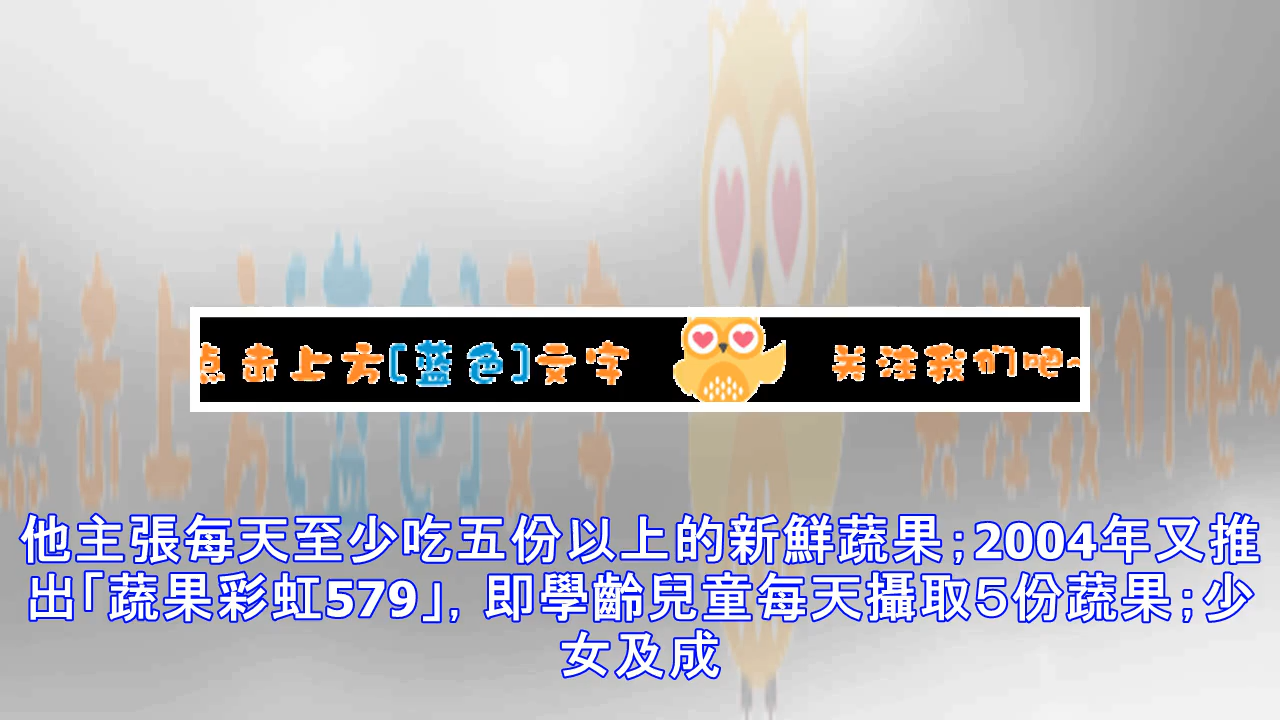 点击上方[蓝色]文字 关注我们吧~
他主張每天至少吃五份以上的新鮮蔬果;2004年又推
出「蔬果彩虹579」, 即學齡兒童每天攝取5份蔬果;少
女及成